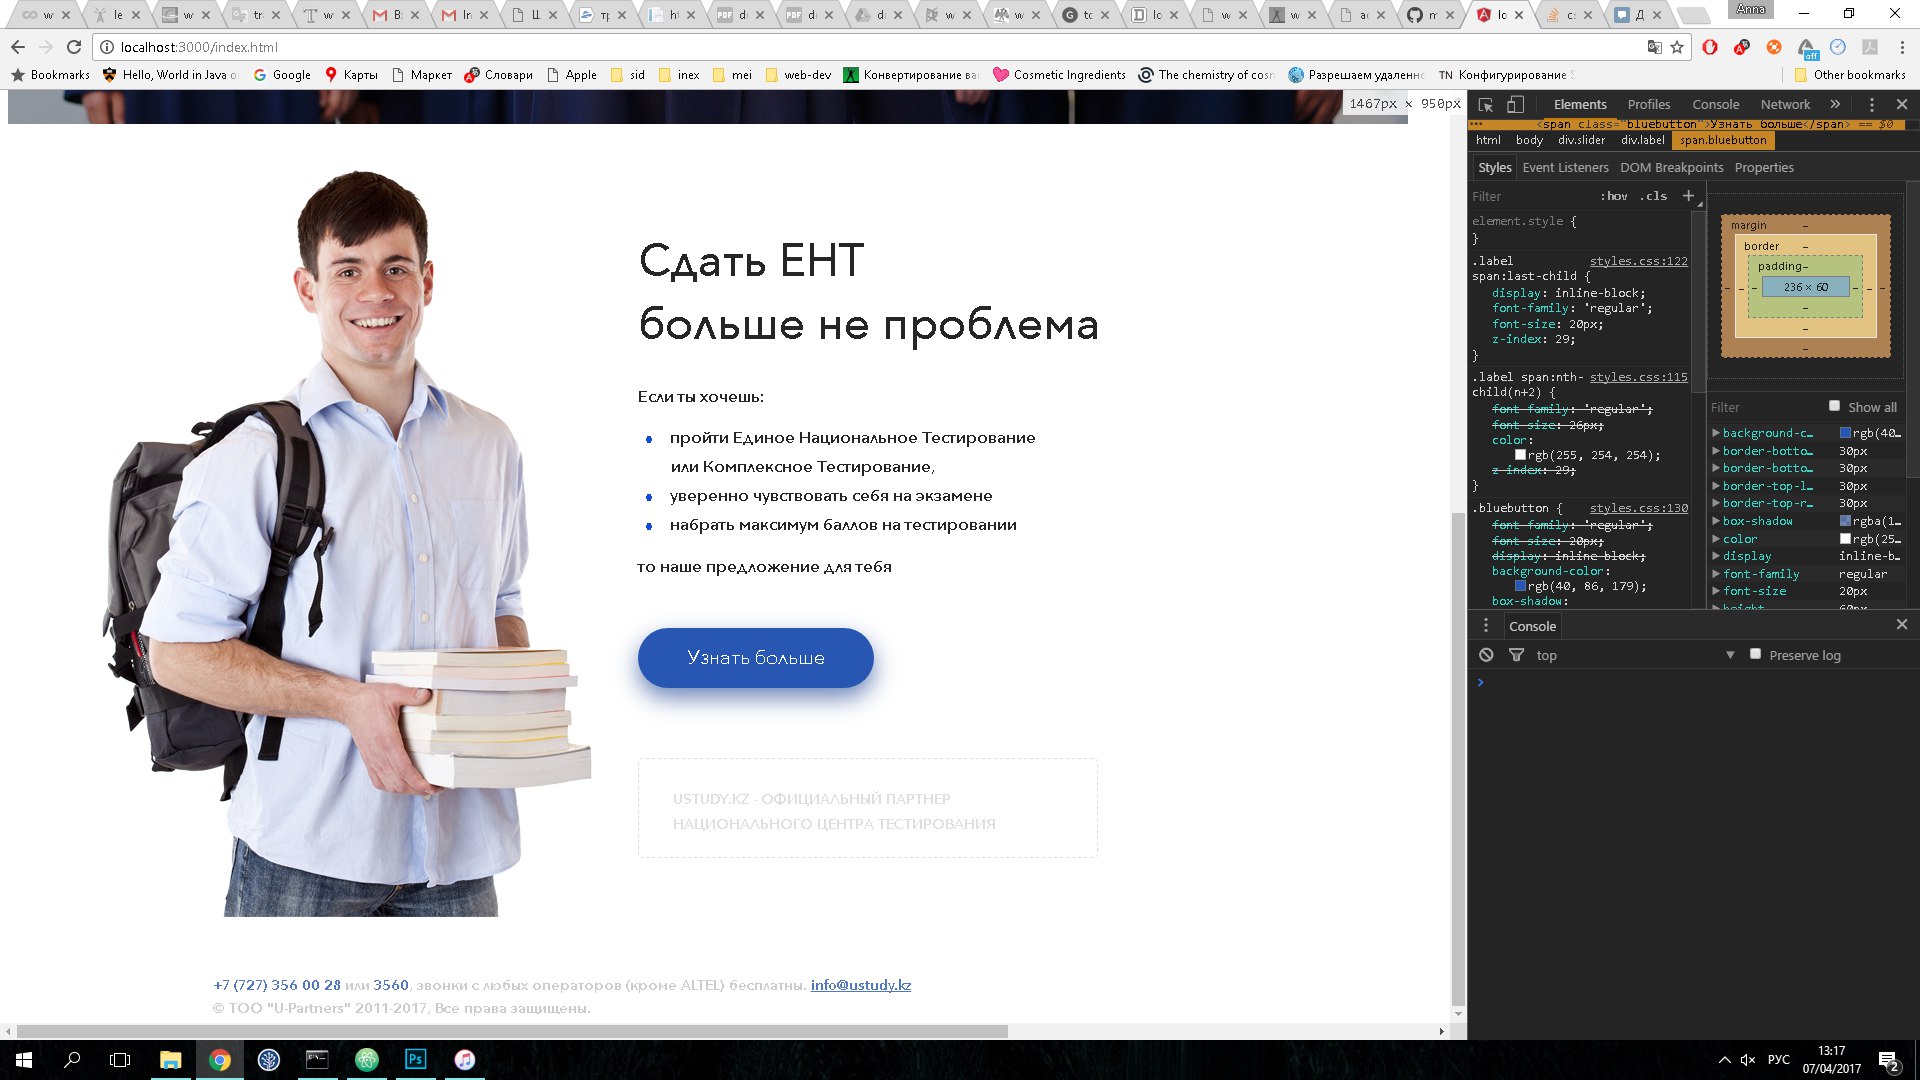 Anna
localhost:3000/index.html
Bookmarks
Hello, World in Java
Google
Карты
Маркет
Словари
Apple
sid
inex
mei
web-dev
Конвертирование
Cosmetic Ingredients
The chemistry of
Разрешаем
TN Конфигурирование
Other bookmarks
1467px × 950px
Сдать ЕНТ
больше не проблема
Если ты хочешь:
пройти Единое Национальное Тестирование
или Комплексное Тестирование,
уверенно чувствовать себя на экзамене
набрать максимум баллов на тестировании
то наше предложение для тебя
Узнать больше
USTUDY.KZ - ОФИЦИАЛЬНЫЙ ПАРТНЕР
НАЦИОНАЛЬНОГО ЦЕНТРА ТЕСТИРОВАНИЯ
+7 (727) 356 00 28 или 3560, звонки с любых операторов (кроме ALTEL) бесплатны. info@ustudy.kz
© ТОО "U-Partners" 2011-2017, Все права защищены.
Elements Profiles Console Network »
<span class="bluebutton">Узнать больше</span> == $0
html body div.slider div.label span.bluebutton
Styles Event Listeners DOM Breakpoints Properties
Filter :hov .cls +
element.style {
}
.label styles.css:122
span:last-child {
display: inline-block;
font-family: 'regular';
font-size: 20px;
z-index: 29;
}
.label span:nth- styles.css:115
child(n+2) {
font-family: 'regular';
font-size: 26px;
color:
rgb(255, 254, 254);
z-index: 29;
}
.bluebutton { styles.css:130
font-family: 'regular';
font-size: 20px;
display: inline-block;
background-color:
rgb(40, 86, 179);
box-shadow:
margin –
border –
padding –
236 × 60
Filter Show all
background-c… rgb(40…
border-botto… 30px
border-botto… 30px
border-top-l… 30px
border-top-r… 30px
box-shadow rgba(1…
color rgb(25…
display inline-b…
font-family regular
font-size 20px
height 60px
Console
top Preserve log
РУС
13:17
07/04/2017
2